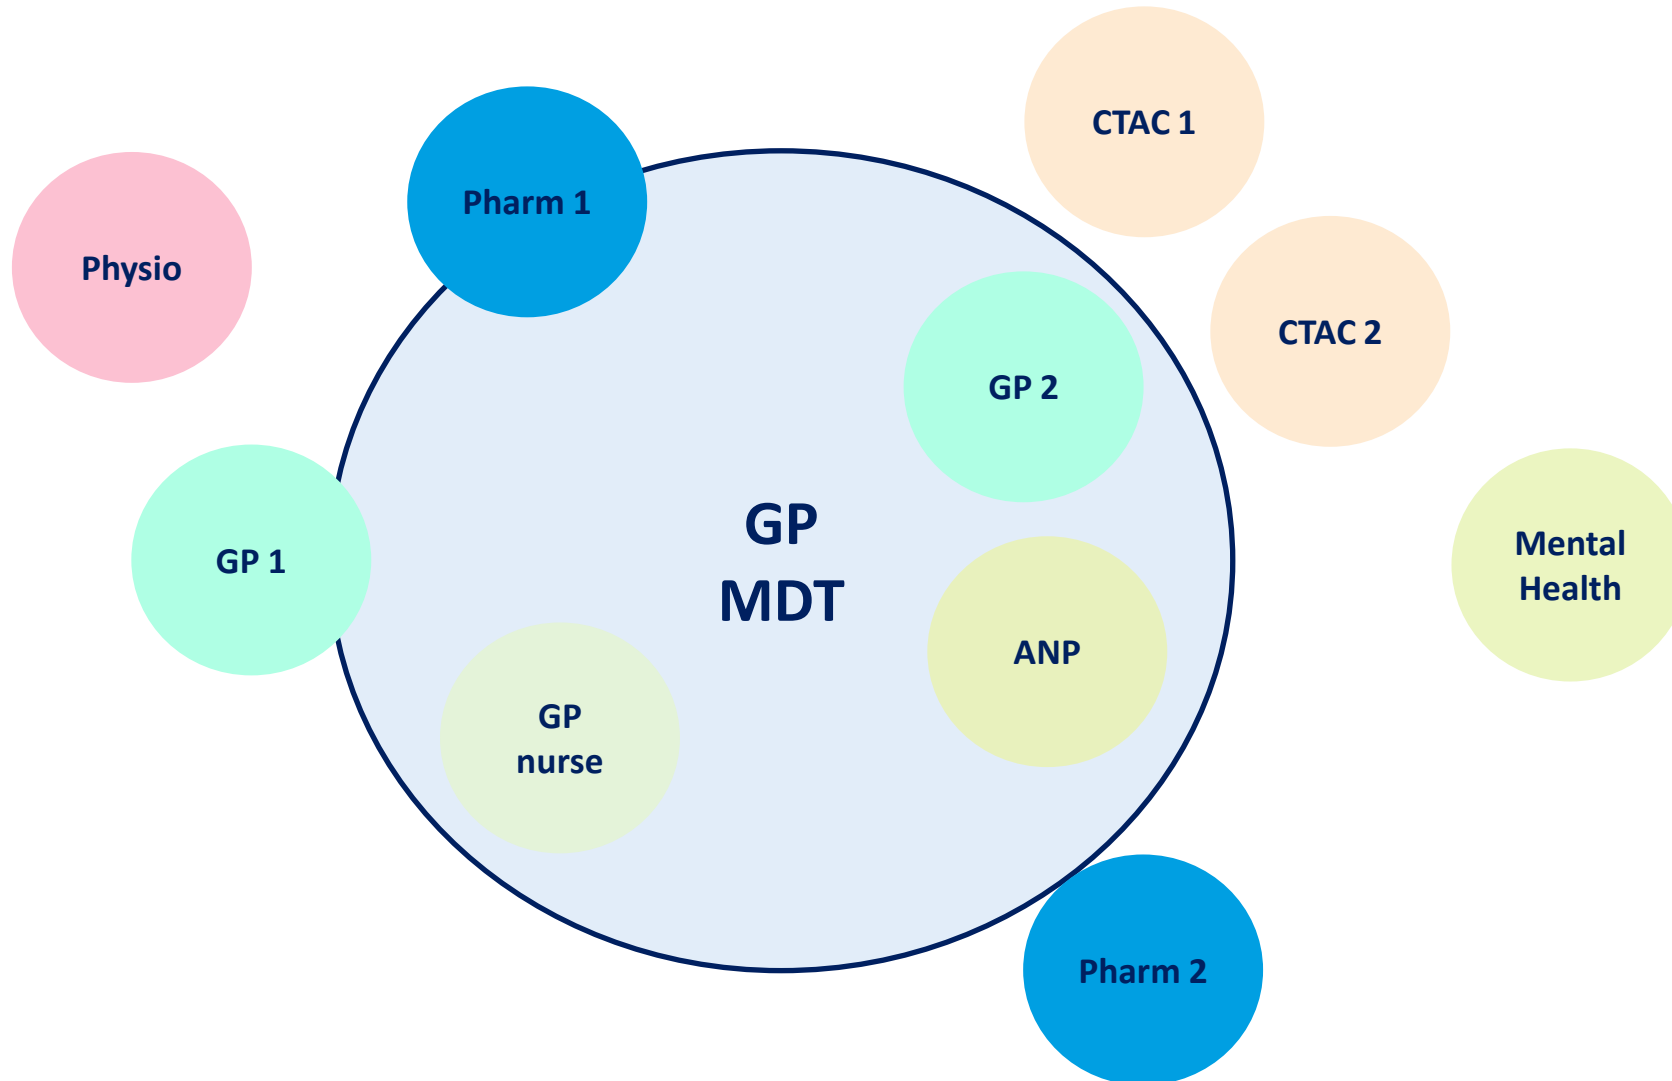 CTAC 1
Pharm 1
Physio
CTAC 2
GP 2
GP
MDT
GP 1
Mental
Health
ANP
GP
nurse
Pharm 2